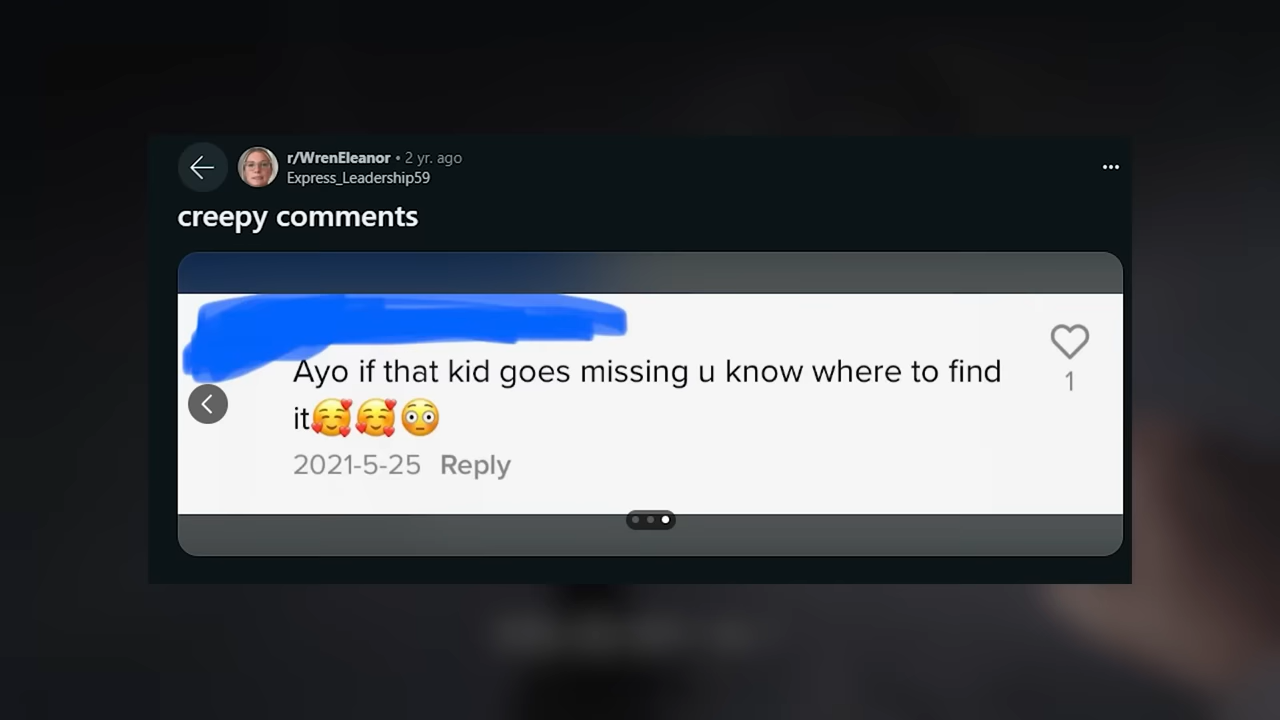 r/WrenEleanor • 2 yr. ago
Express_Leadership59
creepy comments
Ayo if that kid goes missing u know where to find
it🥰🥰😳
1
2021-5-25 Reply